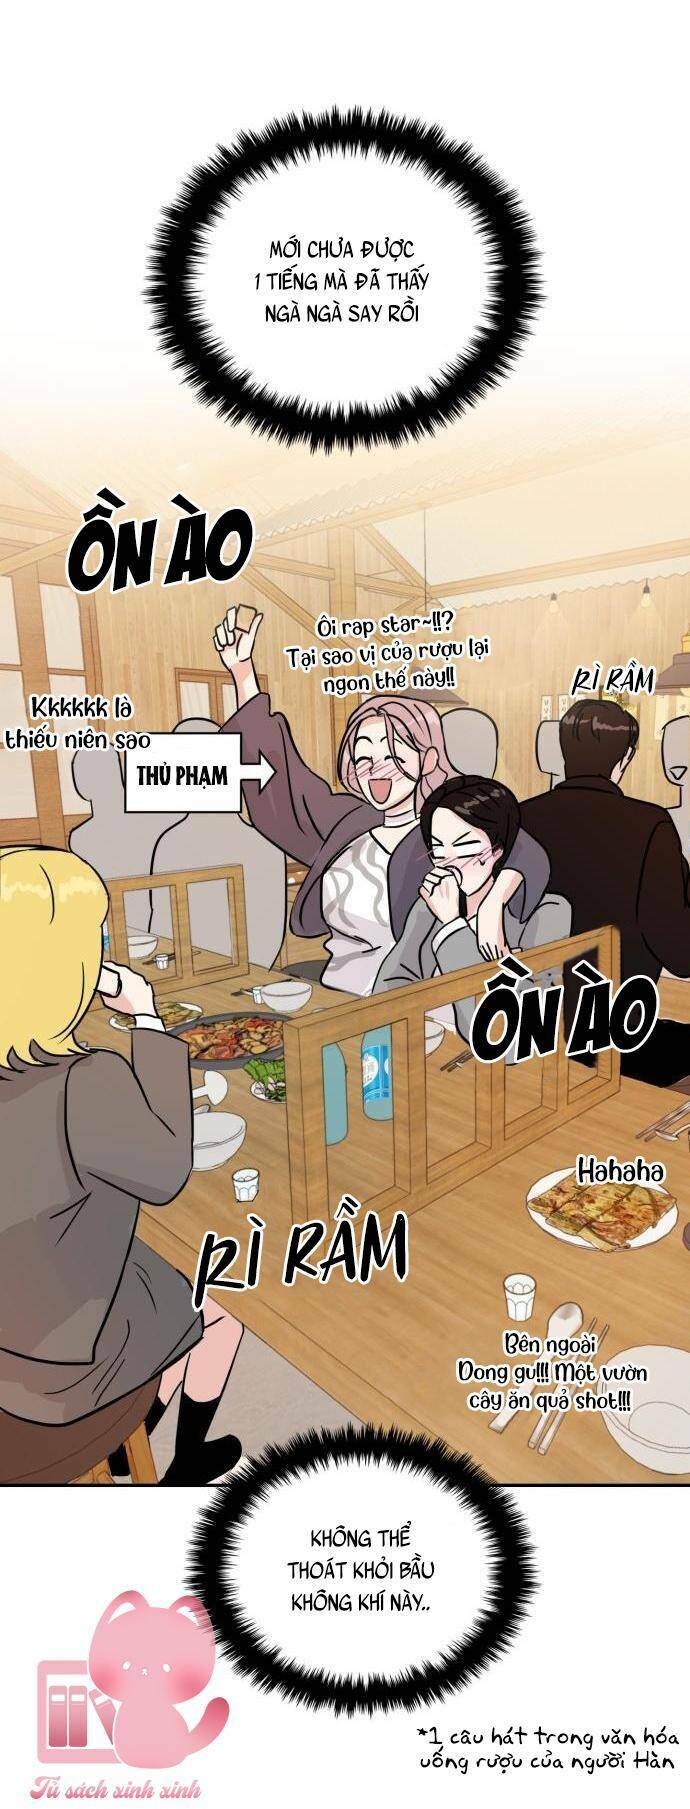 MỚI CHƯA ĐƯỢC
1 TIẾNG MÀ ĐÃ THẤY
NGÀ NGÀ SAY RỒI
ỒN ÀO
Ôi rap star~!!?
Tại sao vị của rượu lại
ngon thế này!!
RÌ RẦM
Kkkkkk là
thiếu niên sao
THỦ PHẠM
ỒN ÀO
Hahaha
RÌ RẦM
Bên ngoài
Dong gu!!! Một vườn
cây ăn quả shot!!!
KHÔNG THỂ
THOÁT KHỎI BẦU
KHÔNG KHÍ NÀY..
*1 câu hát trong văn hóa
uống rượu của người Hàn
Tủ sách xinh xinh